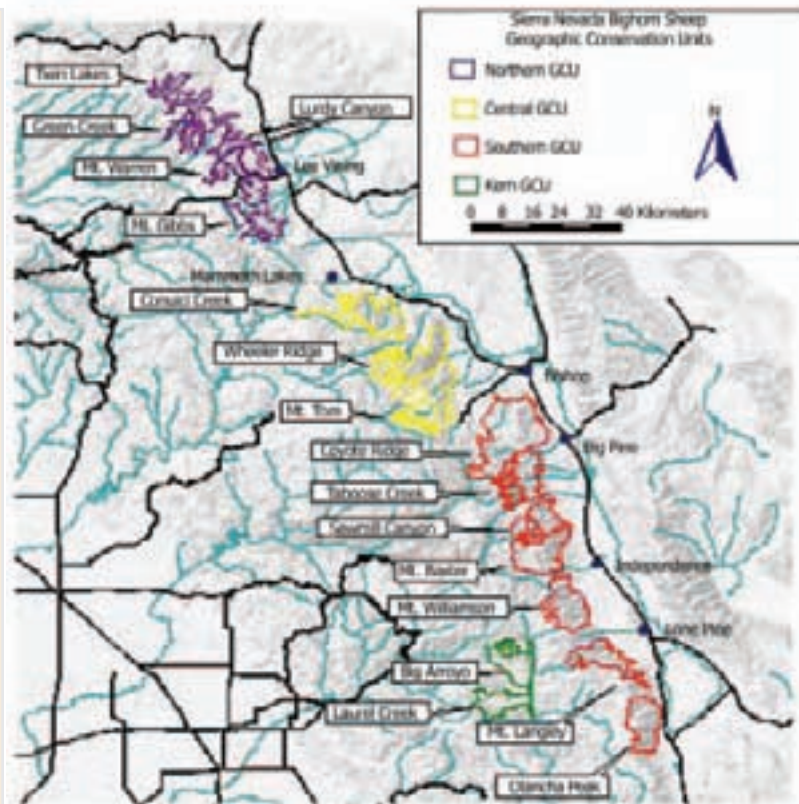 Sierra Nevada Bighorn Sheep
Geographic Conservation Units
Northern GCU
Central GCU
Southern GCU
Kern GCU
N
0 8 16 24 32 40 Kilometers
Twin Lakes
Lundy Canyon
Green Creek
Lee Vining
Mt. Warren
Mt. Gibbs
Mammoth Lakes
Convict Creek
Wheeler Ridge
Bishop
Mt. Tom
Big Pine
Coyote Ridge
Taboose Creek
Sawmill Canyon
Mt. Baxter
Independence
Mt. Williamson
Lone Pine
Big Arroyo
Laurel Creek
Mt. Langley
Olancha Peak